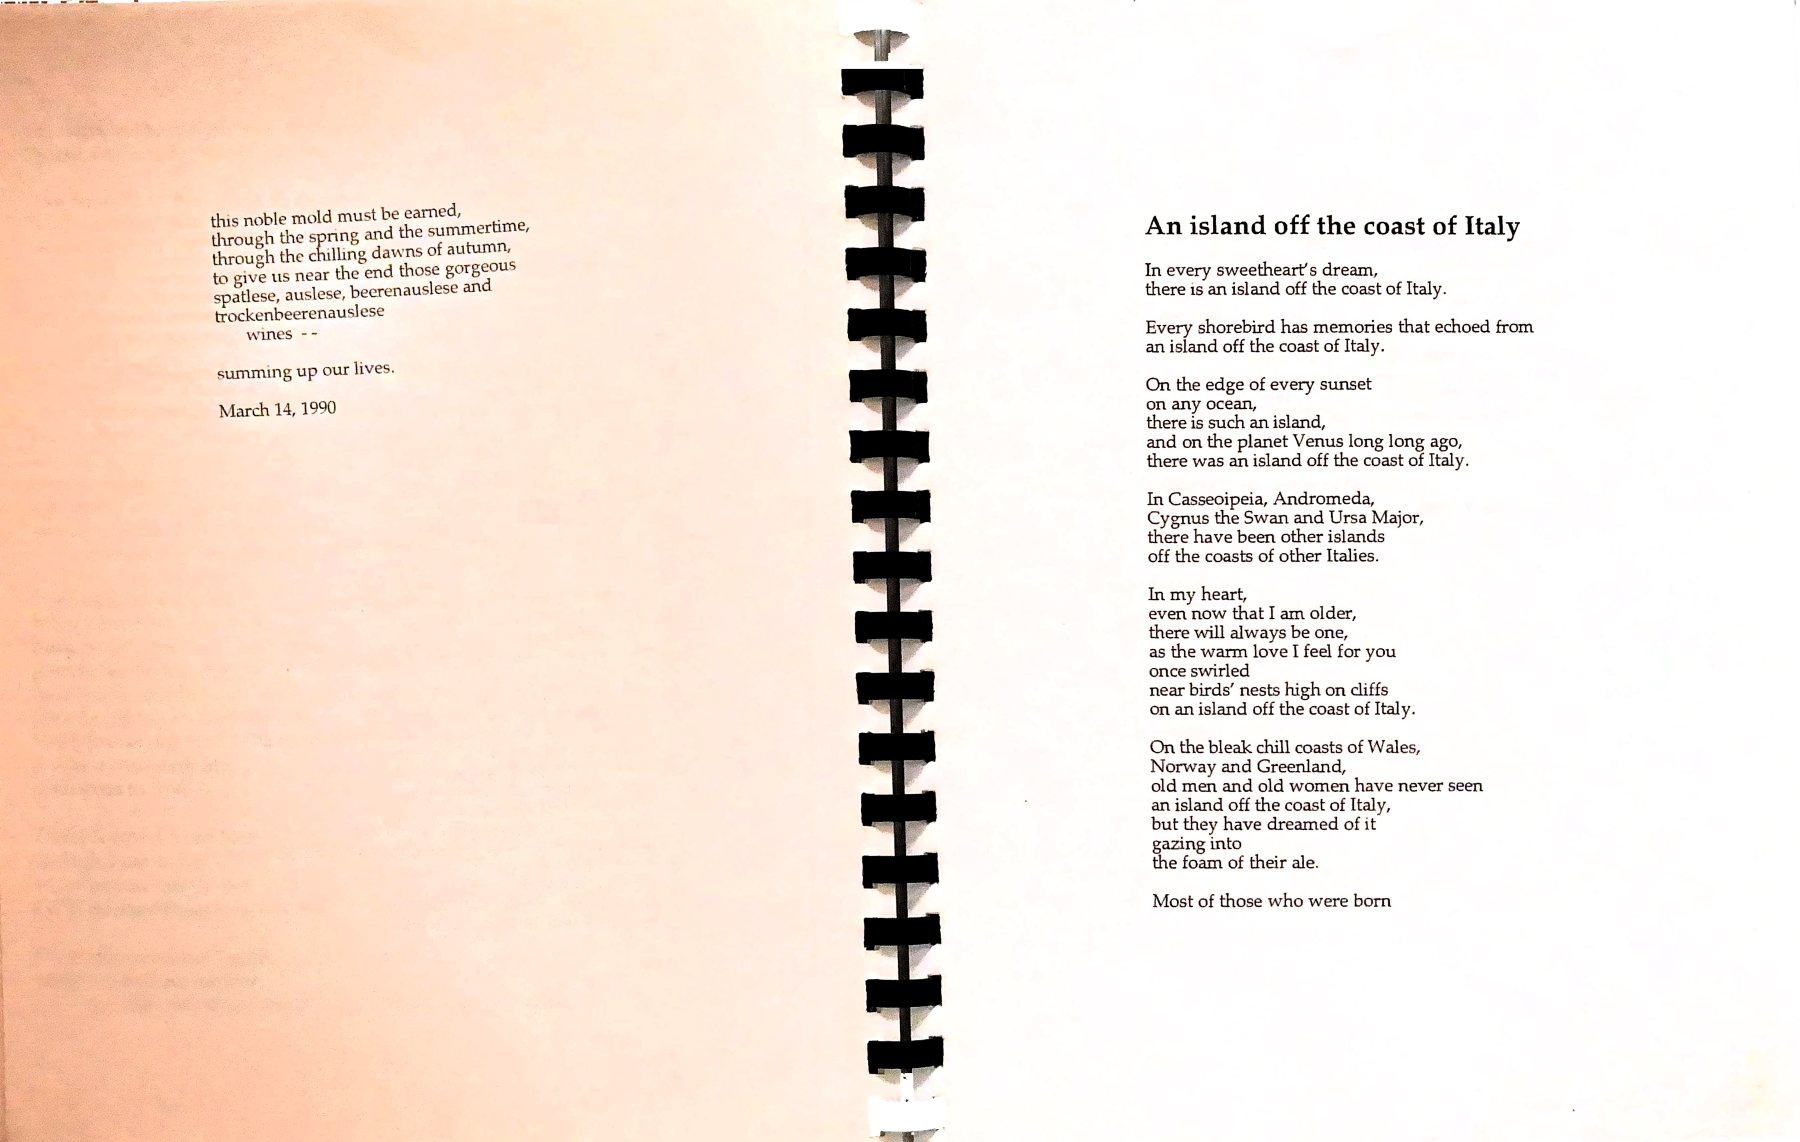 this noble mold must be earned,
through the spring and the summertime,
through the chilling dawns of autumn,
to give us near the end those gorgeous
spatlese, auslese, beerenauslese and
trockenbeerenauslese
wines --
summing up our lives.
March 14, 1990
An island off the coast of Italy
In every sweetheart's dream,
there is an island off the coast of Italy.
Every shorebird has memories that echoed from
an island off the coast of Italy.
On the edge of every sunset
on any ocean,
there is such an island,
and on the planet Venus long long ago,
there was an island off the coast of Italy.
In Casseoipeia, Andromeda,
Cygnus the Swan and Ursa Major,
there have been other islands
off the coasts of other Italies.
In my heart,
even now that I am older,
there will always be one,
as the warm love I feel for you
once swirled
near birds' nests high on cliffs
on an island off the coast of Italy.
On the bleak chill coasts of Wales,
Norway and Greenland,
old men and old women have never seen
an island off the coast of Italy,
but they have dreamed of it
gazing into
the foam of their ale.
Most of those who were born